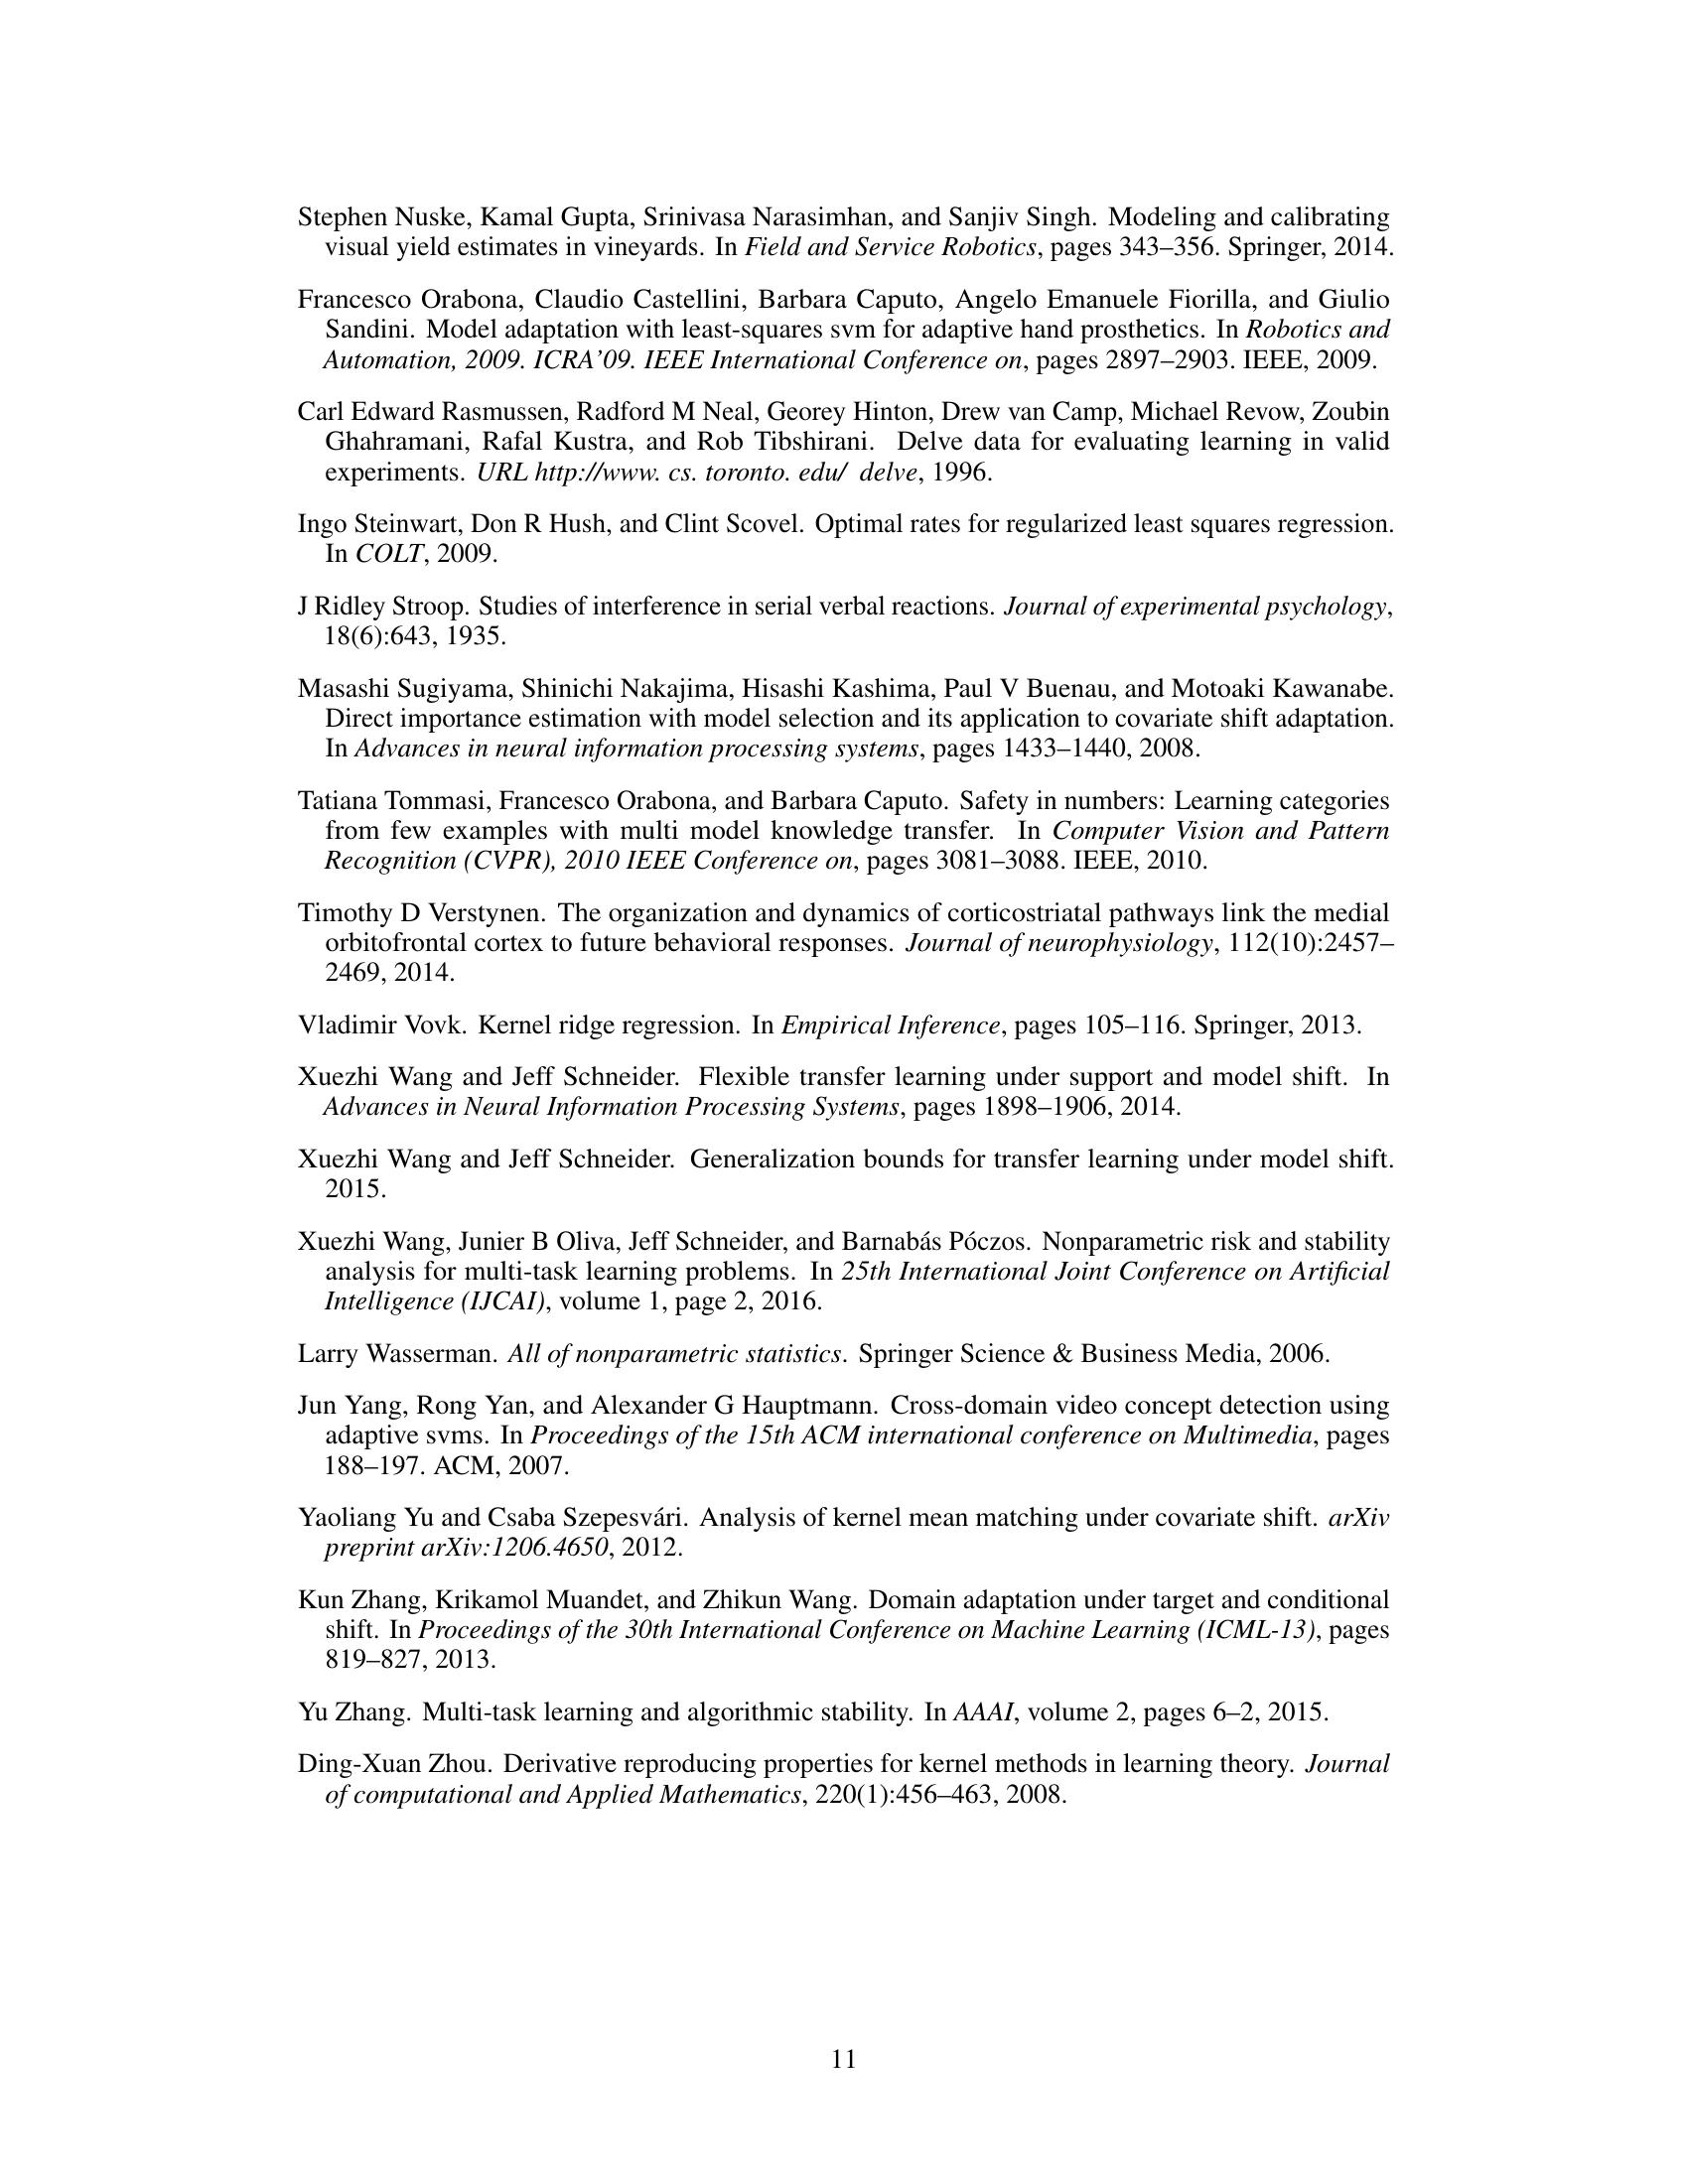 Stephen Nuske, Kamal Gupta, Srinivasa Narasimhan, and Sanjiv Singh. Modeling and calibrating
visual yield estimates in vineyards. In Field and Service Robotics, pages 343–356. Springer, 2014.
Francesco Orabona, Claudio Castellini, Barbara Caputo, Angelo Emanuele Fiorilla, and Giulio
Sandini. Model adaptation with least-squares svm for adaptive hand prosthetics. In Robotics and
Automation, 2009. ICRA'09. IEEE International Conference on, pages 2897–2903. IEEE, 2009.
Carl Edward Rasmussen, Radford M Neal, Georey Hinton, Drew van Camp, Michael Revow, Zoubin
Ghahramani, Rafal Kustra, and Rob Tibshirani. Delve data for evaluating learning in valid
experiments. URL http://www. cs. toronto. edu/ delve, 1996.
Ingo Steinwart, Don R Hush, and Clint Scovel. Optimal rates for regularized least squares regression.
In COLT, 2009.
J Ridley Stroop. Studies of interference in serial verbal reactions. Journal of experimental psychology,
18(6):643, 1935.
Masashi Sugiyama, Shinichi Nakajima, Hisashi Kashima, Paul V Buenau, and Motoaki Kawanabe.
Direct importance estimation with model selection and its application to covariate shift adaptation.
In Advances in neural information processing systems, pages 1433–1440, 2008.
Tatiana Tommasi, Francesco Orabona, and Barbara Caputo. Safety in numbers: Learning categories
from few examples with multi model knowledge transfer. In Computer Vision and Pattern
Recognition (CVPR), 2010 IEEE Conference on, pages 3081–3088. IEEE, 2010.
Timothy D Verstynen. The organization and dynamics of corticostriatal pathways link the medial
orbitofrontal cortex to future behavioral responses. Journal of neurophysiology, 112(10):2457–
2469, 2014.
Vladimir Vovk. Kernel ridge regression. In Empirical Inference, pages 105–116. Springer, 2013.
Xuezhi Wang and Jeff Schneider. Flexible transfer learning under support and model shift. In
Advances in Neural Information Processing Systems, pages 1898–1906, 2014.
Xuezhi Wang and Jeff Schneider. Generalization bounds for transfer learning under model shift.
2015.
Xuezhi Wang, Junier B Oliva, Jeff Schneider, and Barnabás Póczos. Nonparametric risk and stability
analysis for multi-task learning problems. In 25th International Joint Conference on Artificial
Intelligence (IJCAI), volume 1, page 2, 2016.
Larry Wasserman. All of nonparametric statistics. Springer Science & Business Media, 2006.
Jun Yang, Rong Yan, and Alexander G Hauptmann. Cross-domain video concept detection using
adaptive svms. In Proceedings of the 15th ACM international conference on Multimedia, pages
188–197. ACM, 2007.
Yaoliang Yu and Csaba Szepesvári. Analysis of kernel mean matching under covariate shift. arXiv
preprint arXiv:1206.4650, 2012.
Kun Zhang, Krikamol Muandet, and Zhikun Wang. Domain adaptation under target and conditional
shift. In Proceedings of the 30th International Conference on Machine Learning (ICML-13), pages
819–827, 2013.
Yu Zhang. Multi-task learning and algorithmic stability. In AAAI, volume 2, pages 6–2, 2015.
Ding-Xuan Zhou. Derivative reproducing properties for kernel methods in learning theory. Journal
of computational and Applied Mathematics, 220(1):456–463, 2008.
11